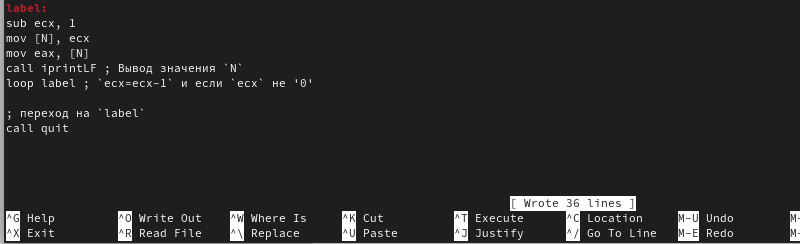 label:
sub ecx, 1
mov [N], ecx
mov eax, [N]
call iprintLF ; Вывод значения `N`
loop label ; `ecx=ecx-1` и если `ecx` не '0'
; переход на `label`
call quit
[ Wrote 36 lines ]
^G Help ^O Write Out ^W Where Is ^K Cut ^T Execute ^C Location M-U Undo M-
^X Exit ^R Read File ^\ Replace ^U Paste ^J Justify ^/ Go To Line M-E Redo M-